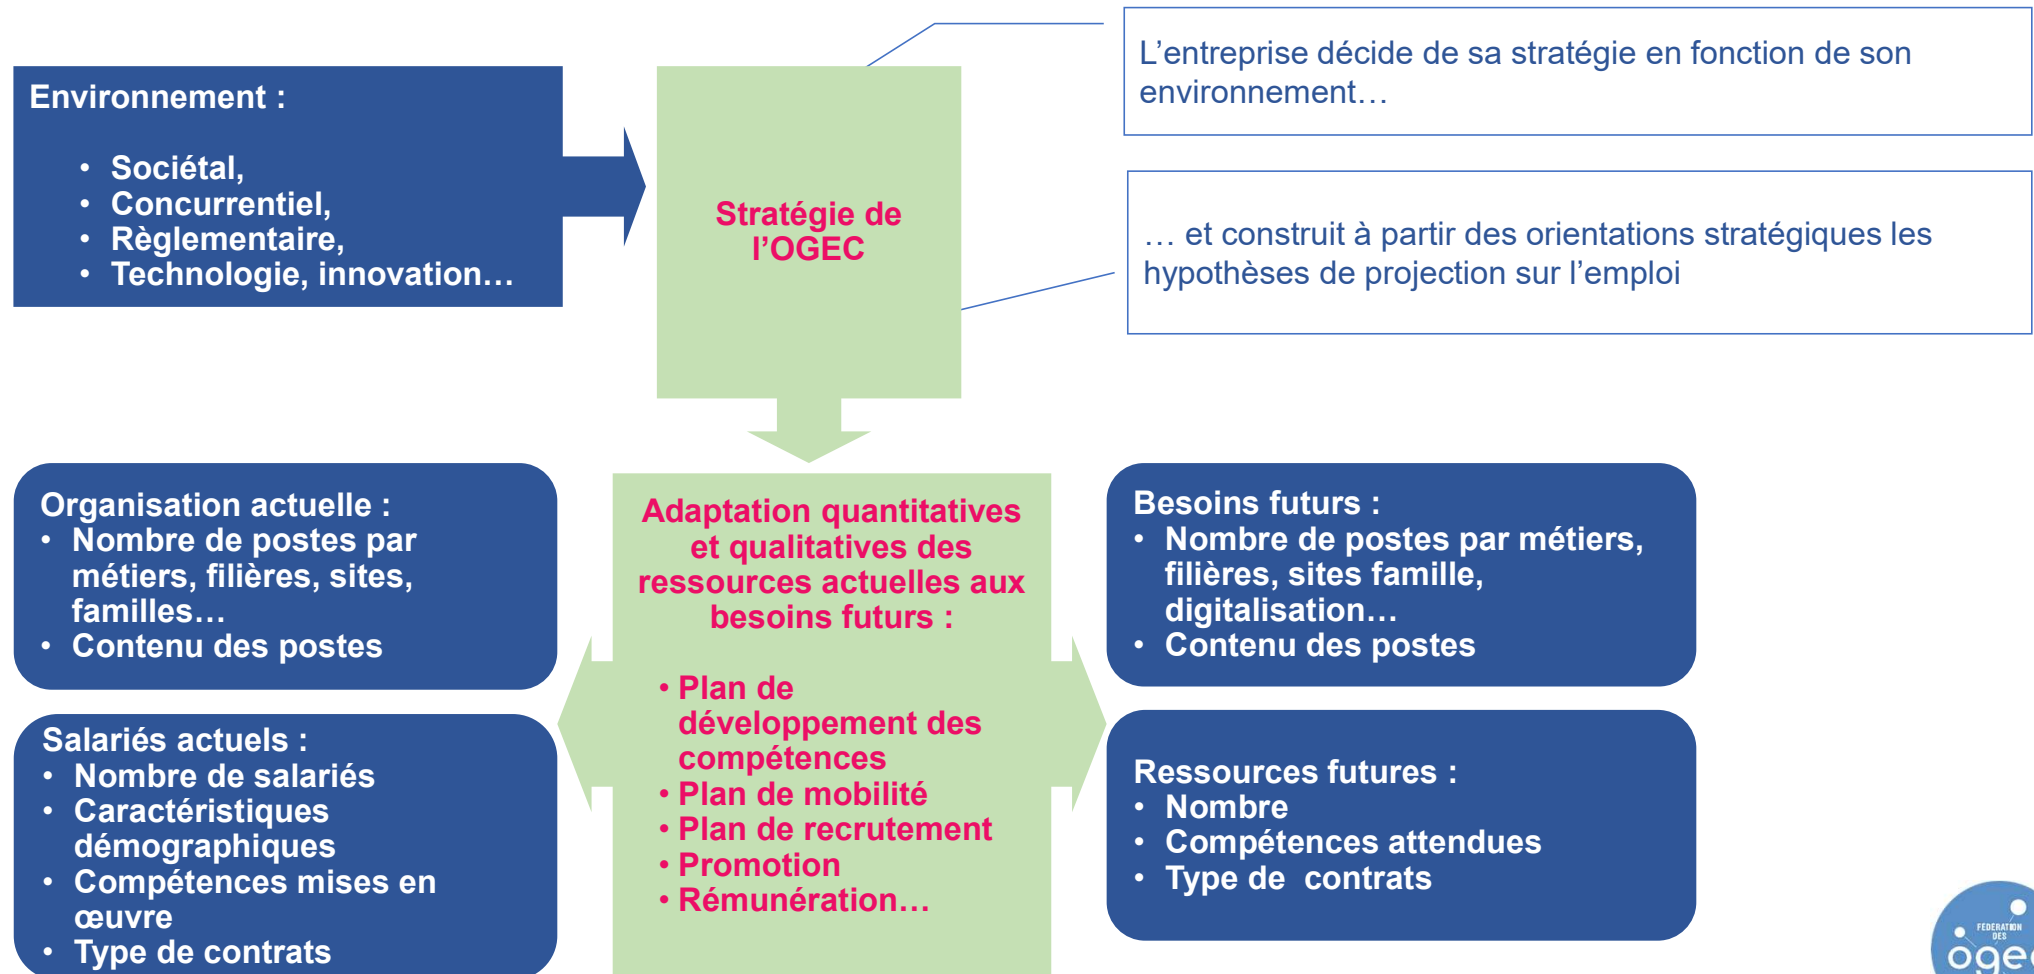 Environnement :
• Sociétal,
• Concurrentiel,
• Règlementaire,
• Technologie, innovation…
Stratégie de
l’OGEC
L’entreprise décide de sa stratégie en fonction de son
environnement…
… et construit à partir des orientations stratégiques les
hypothèses de projection sur l’emploi
Organisation actuelle :
• Nombre de postes par
métiers, filières, sites,
familles…
• Contenu des postes
Salariés actuels :
• Nombre de salariés
• Caractéristiques
démographiques
• Compétences mises en
œuvre
• Type de contrats
Adaptation quantitatives
et qualitatives des
ressources actuelles aux
besoins futurs :
• Plan de
développement des
compétences
• Plan de mobilité
• Plan de recrutement
• Promotion
• Rémunération…
Besoins futurs :
• Nombre de postes par métiers,
filières, sites famille,
digitalisation…
• Contenu des postes
Ressources futures :
• Nombre
• Compétences attendues
• Type de contrats
FEDERATION
DES